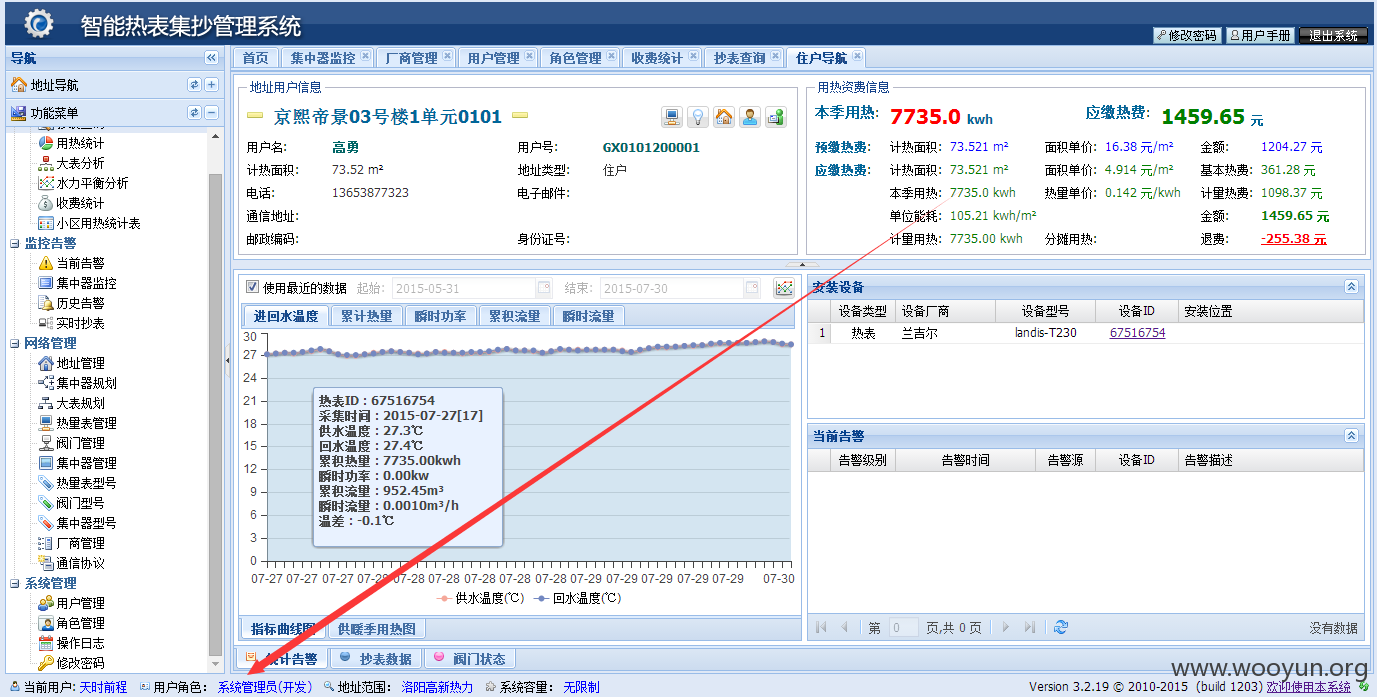 智能热表集抄管理系统
修改密码 用户手册 退出系统
导航
地址导航
功能菜单
用热统计
大表分析
水力平衡分析
收费统计
小区用热统计表
监控告警
当前告警
集中器监控
历史告警
实时抄表
网络管理
地址管理
集中器规划
大表规划
热量表管理
阀门管理
集中器管理
热量表型号
阀门型号
集中器型号
厂商管理
通信协议
系统管理
用户管理
角色管理
操作日志
修改密码
首页 集中器监控 厂商管理 用户管理 角色管理 收费统计 抄表查询 住户导航
地址用户信息
京熙帝景03号楼1单元0101
用户名: 高勇 用户号: GX0101200001
计热面积: 73.52 m² 地址类型: 住户
电话: 13653877323 电子邮件:
通信地址:
邮政编码: 身份证号:
用热资费信息
本季用热: 7735.0 kwh 应缴热费: 1459.65 元
预缴热费: 计热面积: 73.521 m² 面积单价: 16.38 元/m² 金额: 1204.27 元
应缴热费: 计热面积: 73.521 m² 面积单价: 4.914 元/m² 基本热费: 361.28 元
本季用热: 7735.0 kwh 热量单价: 0.142 元/kwh 计量热费: 1098.37 元
单位能耗: 105.21 kwh/m² 金额: 1459.65 元
计量用热: 7735.00 kwh 分摊用热: 退费: -255.38 元
使用最近的数据 起始: 2015-05-31 结束: 2015-07-30
进回水温度 累计热量 瞬时功率 累积流量 瞬时流量
30
27
24
21
18
15
12
9
6
3
0
热表ID：67516754
采集时间：2015-07-27[17]
供水温度：27.3℃
回水温度：27.4℃
累积热量：7735.00kwh
瞬时功率：0.00kw
累积流量：952.45m³
瞬时流量：0.0010m³/h
温差：-0.1℃
07-27 07-27 07-27 07-28 07-28 07-28 07-28 07-28 07-28 07-29 07-29 07-29 07-29 07-29 07-30
供水温度(℃) 回水温度(℃)
指标曲线图 供暖季用热图
统计告警 抄表数据 阀门状态
安装设备
设备类型 设备厂商 设备型号 设备ID 安装位置
1 热表 兰吉尔 landis-T230 67516754
当前告警
告警级别 告警时间 告警源 设备ID 告警描述
第 0 页,共 0 页 没有数据
www.wooyun.org
当前用户: 天时前程 用户角色: 系统管理员(开发) 地址范围: 洛阳高新热力 系统容量: 无限制 Version 3.2.19 © 2010-2015 (build 1203) 欢迎使用本系统